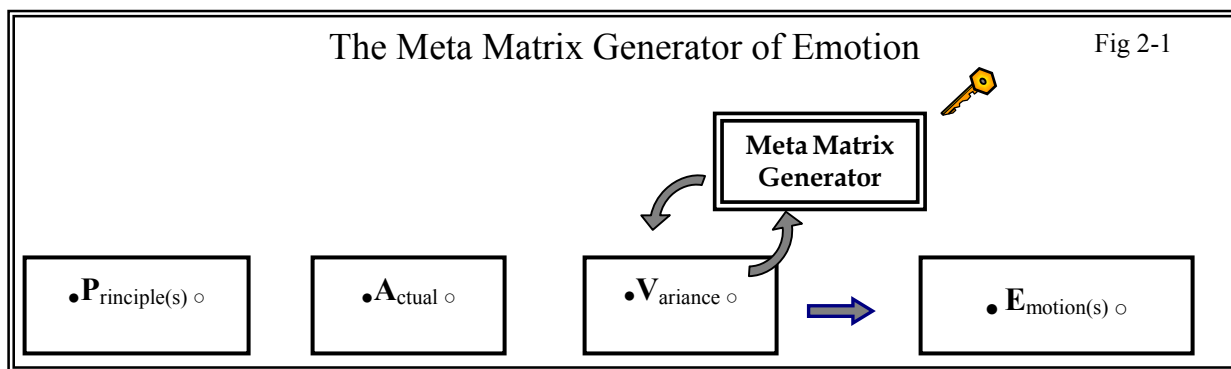 The Meta Matrix Generator of Emotion
Fig 2-1
Meta Matrix
Generator
●Principle(s) ○
●Actual ○
●Variance ○
● Emotion(s) ○